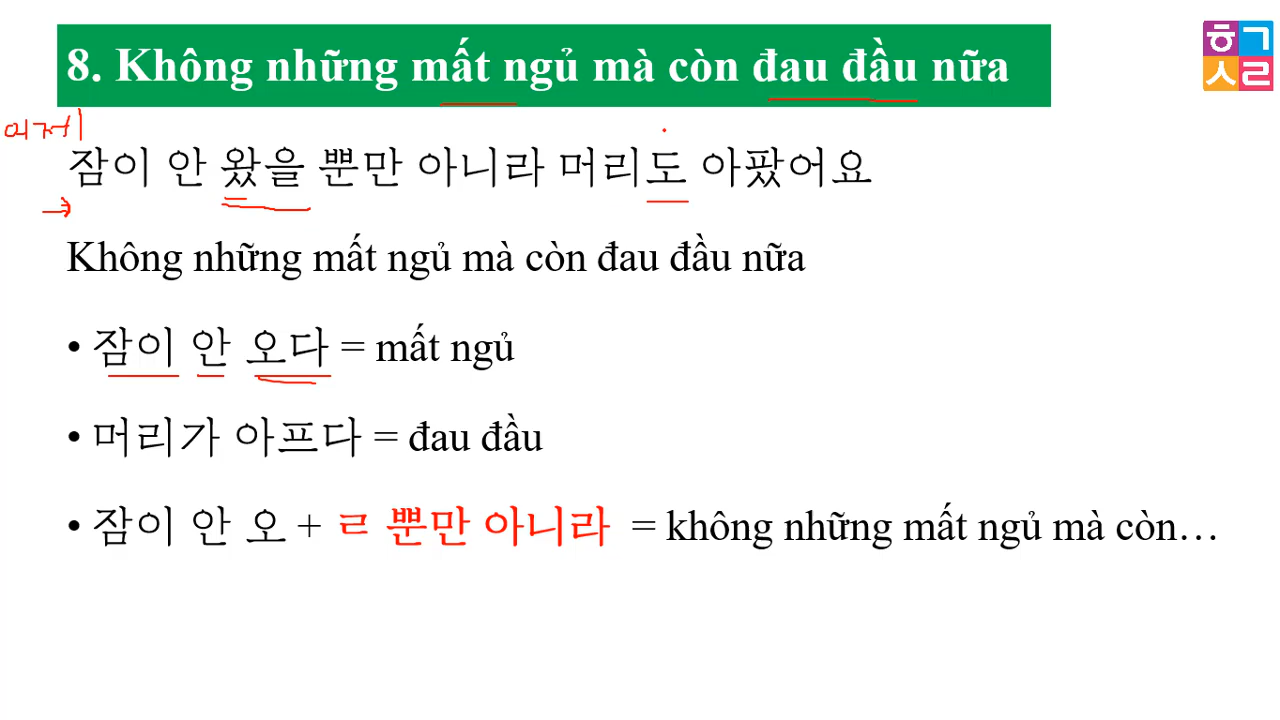 8. Không những mất ngủ mà còn đau đầu nữa
ㅎㄱ
ㅅㄹ
잠이 안 왔을 뿐만 아니라 머리도 아팠어요
Không những mất ngủ mà còn đau đầu nữa
• 잠이 안 오다 = mất ngủ
• 머리가 아프다 = đau đầu
• 잠이 안 오 + ㄹ 뿐만 아니라 = không những mất ngủ mà còn…